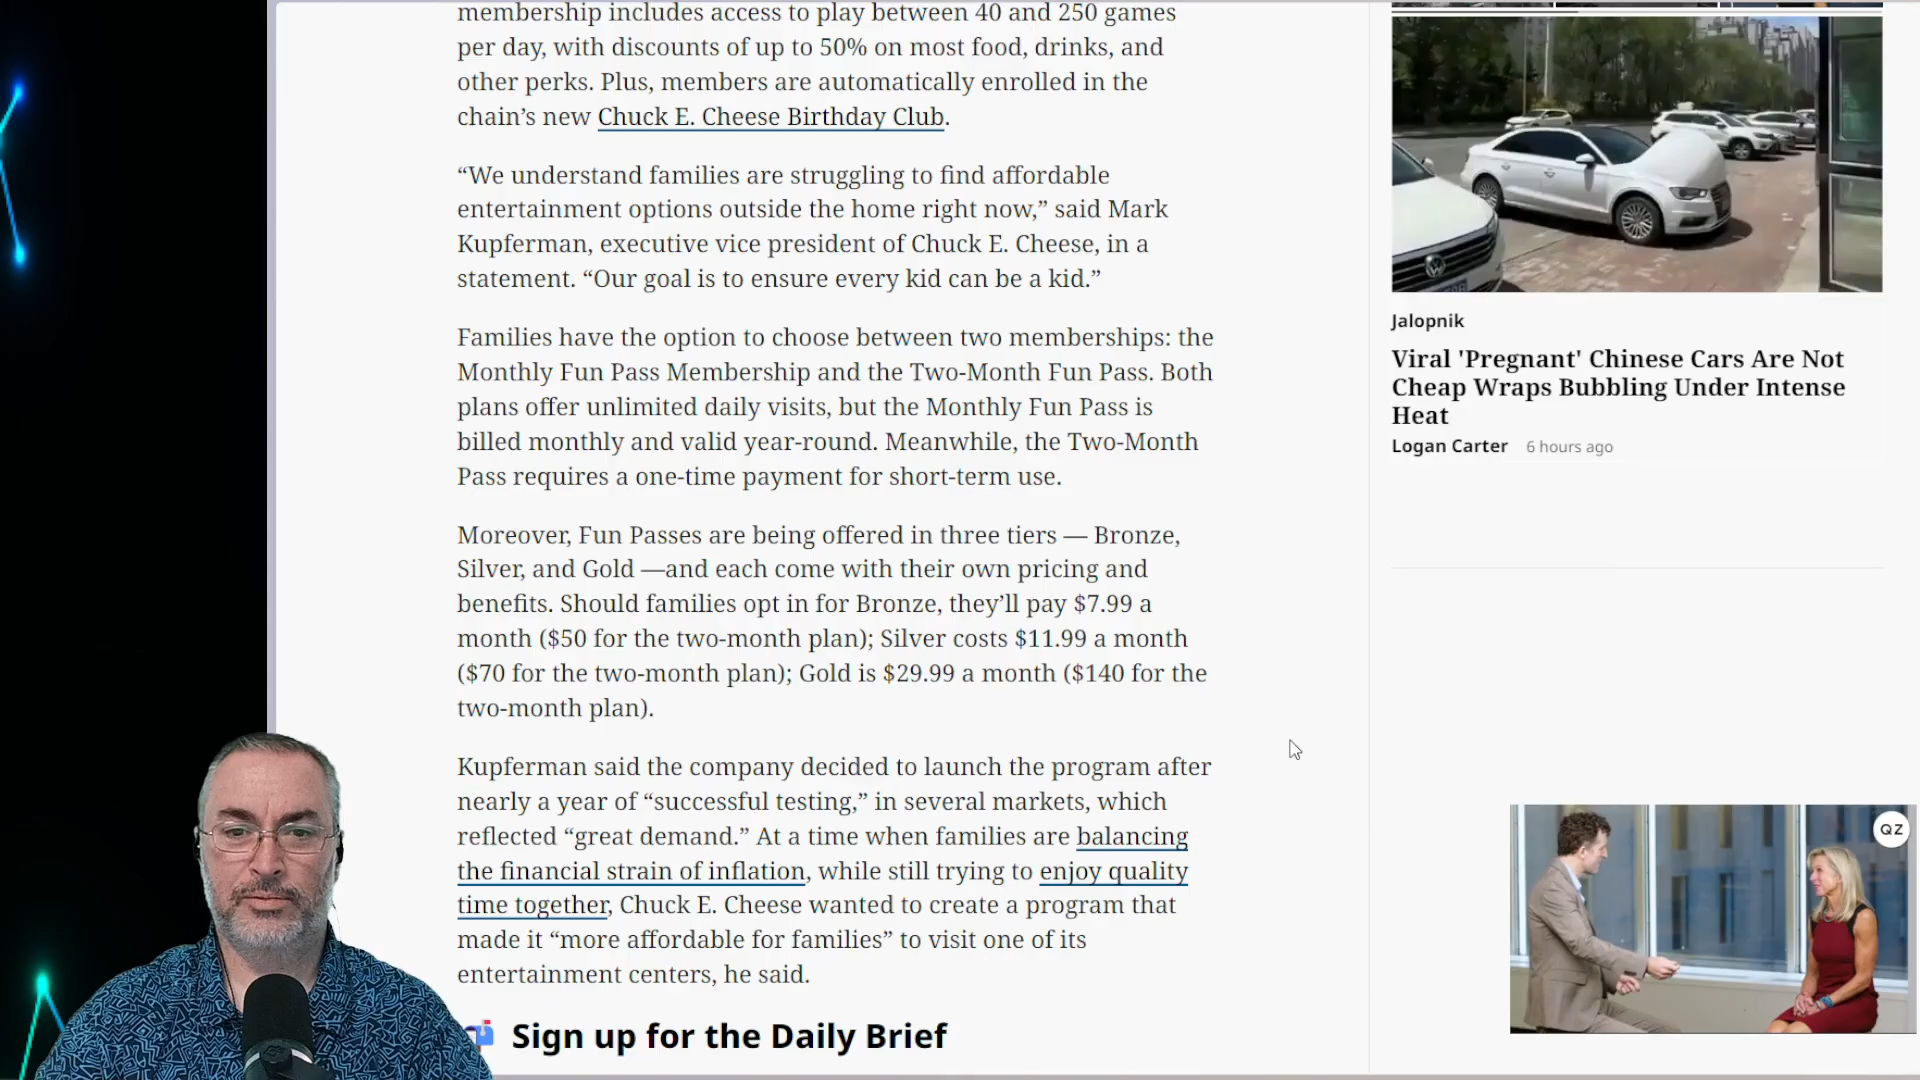 membership includes access to play between 40 and 250 games
per day, with discounts of up to 50% on most food, drinks, and
other perks. Plus, members are automatically enrolled in the
chain’s new Chuck E. Cheese Birthday Club.
“We understand families are struggling to find affordable
entertainment options outside the home right now,” said Mark
Kupferman, executive vice president of Chuck E. Cheese, in a
statement. “Our goal is to ensure every kid can be a kid.”
Families have the option to choose between two memberships: the
Monthly Fun Pass Membership and the Two-Month Fun Pass. Both
plans offer unlimited daily visits, but the Monthly Fun Pass is
billed monthly and valid year-round. Meanwhile, the Two-Month
Pass requires a one-time payment for short-term use.
Moreover, Fun Passes are being offered in three tiers — Bronze,
Silver, and Gold —and each come with their own pricing and
benefits. Should families opt in for Bronze, they’ll pay $7.99 a
month ($50 for the two-month plan); Silver costs $11.99 a month
($70 for the two-month plan); Gold is $29.99 a month ($140 for the
two-month plan).
Kupferman said the company decided to launch the program after
nearly a year of “successful testing,” in several markets, which
reflected “great demand.” At a time when families are balancing
the financial strain of inflation, while still trying to enjoy quality
time together, Chuck E. Cheese wanted to create a program that
made it “more affordable for families” to visit one of its
entertainment centers, he said.
Sign up for the Daily Brief
Jalopnik
Viral 'Pregnant' Chinese Cars Are Not
Cheap Wraps Bubbling Under Intense
Heat
Logan Carter 6 hours ago
QZ